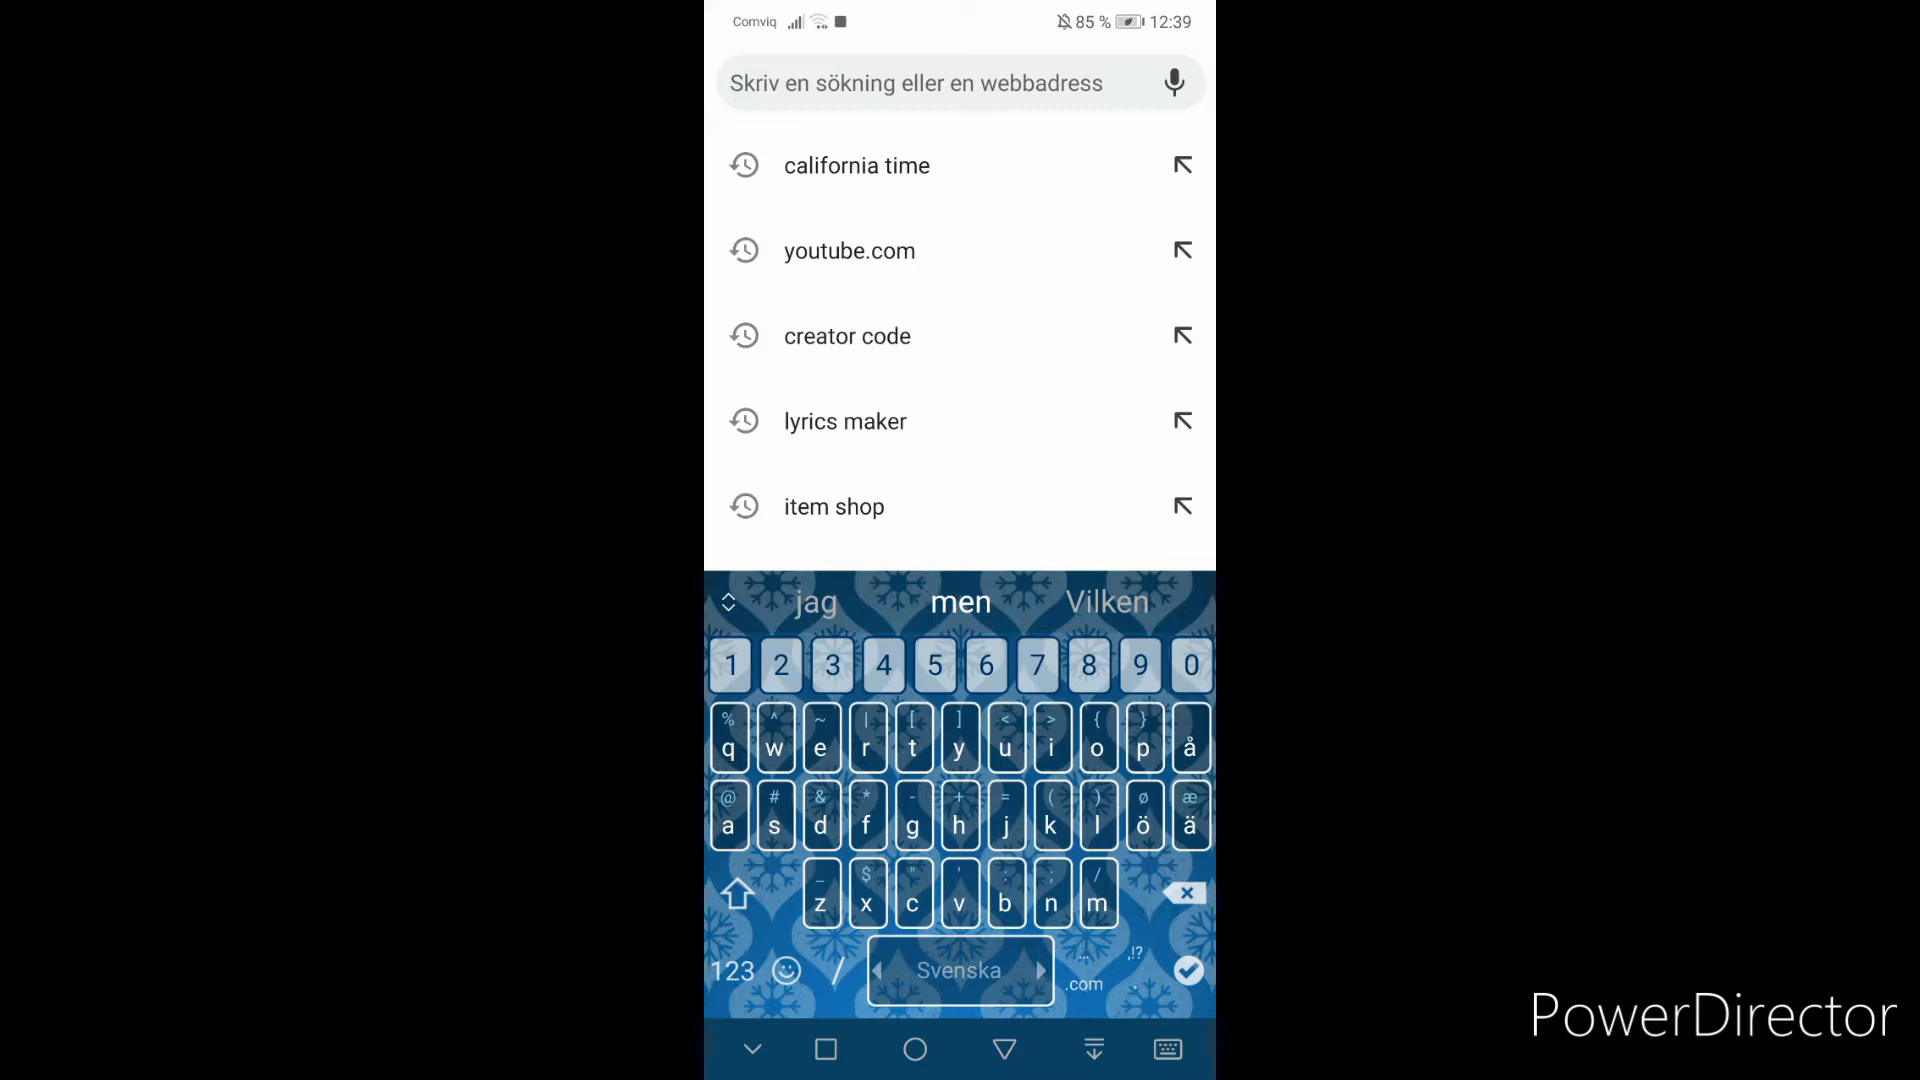 Comviq 85 % 12:39
Skriv en sökning eller en webbadress
california time
youtube.com
creator code
lyrics maker
item shop
jag men Vilken
1 2 3 4 5 6 7 8 9 0
% ^ ~ | [ ] < > { }
q w e r t y u i o p å
@ # & * - + = ( ) ø æ
a s d f g h j k l ö ä
_ $ " ' : ; /
z x c v b n m
... ,!?
123 / Svenska .com .
PowerDirector